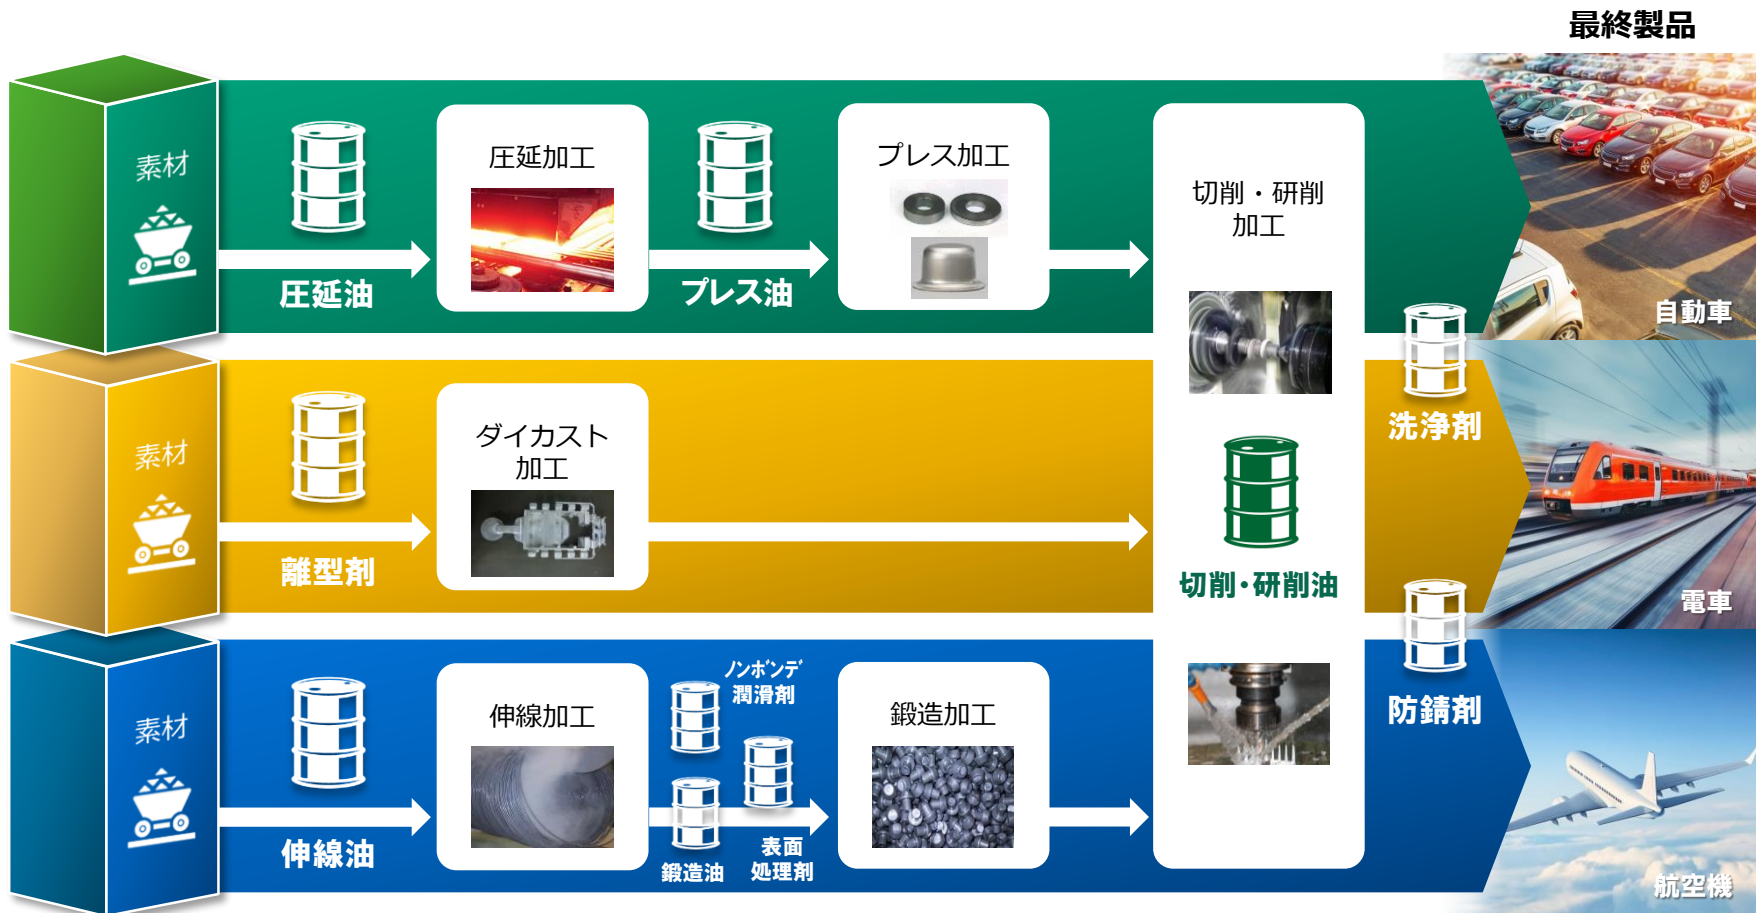 最終製品
素材
圧延油
圧延加工
プレス油
プレス加工
切削・研削
加工
自動車
素材
離型剤
ダイカスト
加工
切削・研削油
洗浄剤
電車
素材
伸線油
伸線加工
ノンボンデ
潤滑剤
鍛造油
表面
処理剤
鍛造加工
防錆剤
航空機